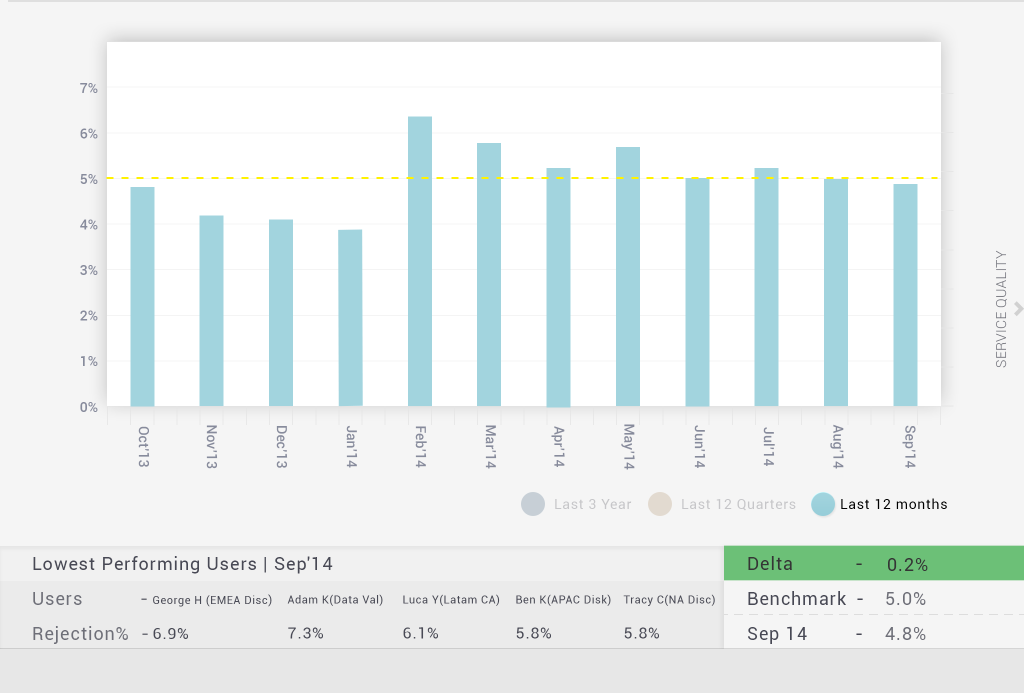 7%
6%
5%
4%
3%
2%
1%
0%
Oct'13 Nov'13 Dec'13 Jan'14 Feb'14 Mar'14 Apr'14 May'14 Jun'14 Jul'14 Aug'14 Sep'14
SERVICE QUALITY
Last 3 Year Last 12 Quarters Last 12 months
Lowest Performing Users | Sep'14
Users - George H (EMEA Disc) Adam K(Data Val) Luca Y(Latam CA) Ben K(APAC Disk) Tracy C(NA Disc)
Rejection% - 6.9% 7.3% 6.1% 5.8% 5.8%
Delta - 0.2%
Benchmark - 5.0%
Sep 14 - 4.8%